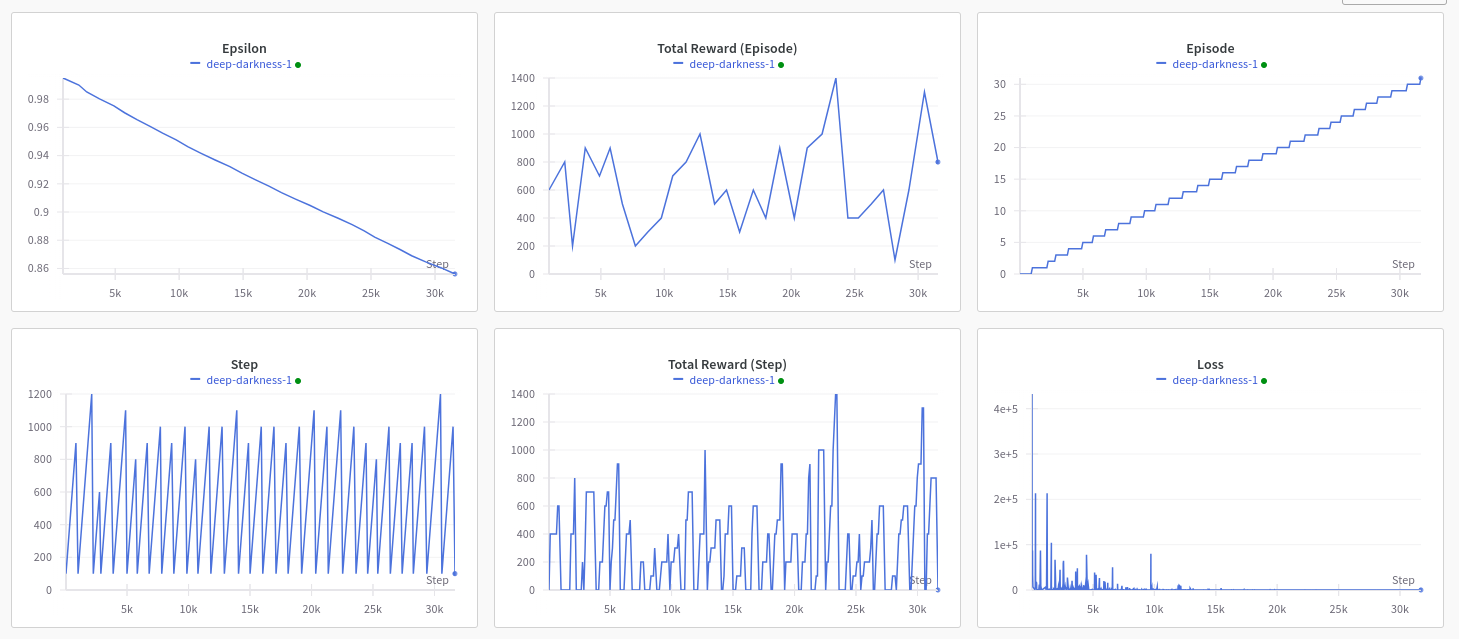 Epsilon
deep-darkness-1
0.98
0.96
0.94
0.92
0.9
0.88
0.86
Step
5k 10k 15k 20k 25k 30k
Total Reward (Episode)
deep-darkness-1
1400
1200
1000
800
600
400
200
0
Step
5k 10k 15k 20k 25k 30k
Episode
deep-darkness-1
30
25
20
15
10
5
0
Step
5k 10k 15k 20k 25k 30k
Step
deep-darkness-1
1200
1000
800
600
400
200
0
Step
5k 10k 15k 20k 25k 30k
Total Reward (Step)
deep-darkness-1
1400
1200
1000
800
600
400
200
0
Step
5k 10k 15k 20k 25k 30k
Loss
deep-darkness-1
4e+5
3e+5
2e+5
1e+5
0
Step
5k 10k 15k 20k 25k 30k